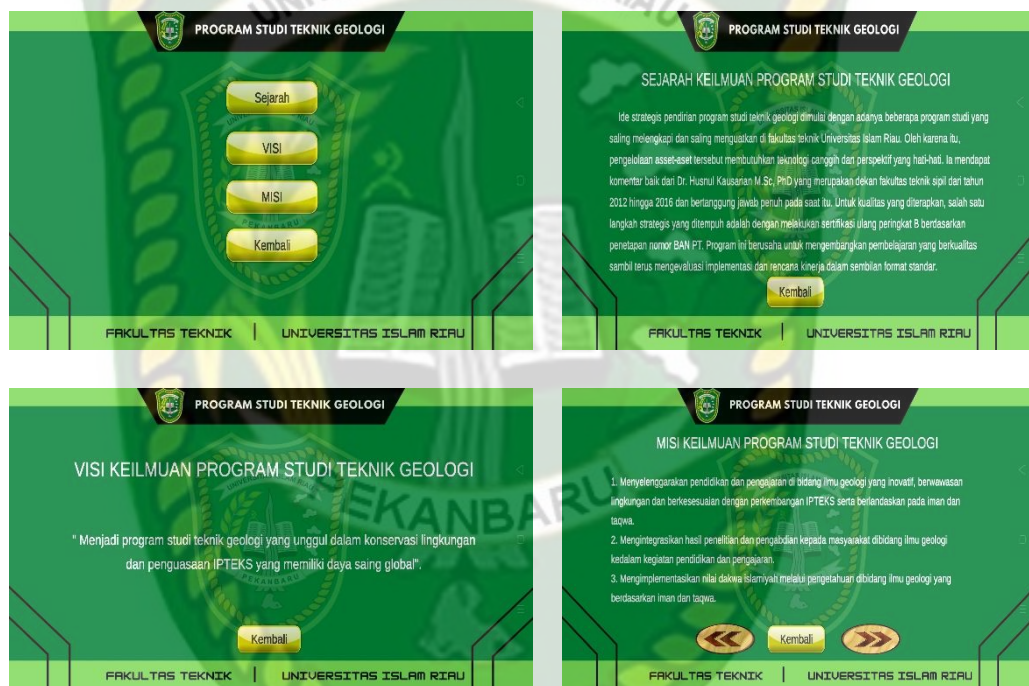 PROGRAM STUDI TEKNIK GEOLOGI
Sejarah
VISI
MISI
Kembali
FAKULTAS TEKNIK | UNIVERSITAS ISLAM RIAU
PROGRAM STUDI TEKNIK GEOLOGI
SEJARAH KEILMUAN PROGRAM STUDI TEKNIK GEOLOGI
Ide strategis pendirian program studi teknik geologi dimulai dengan adanya beberapa program studi yang
saling melengkapi dan saling menguatkan di fakultas teknik Universitas Islam Riau. Oleh karena itu,
pengelolaan asset-aset tersebut membutuhkan teknologi canggih dan perspektif yang hati-hati. Ia mendapat
komentar baik dari Dr. Husnul Kausarian M.Sc, PhD yang merupakan dekan fakultas teknik sipil dari tahun
2012 hingga 2016 dan bertanggung jawab penuh pada saat itu. Untuk kualitas yang diterapkan, salah satu
langkah strategis yang ditempuh adalah dengan melakukan sertifikasi ulang peringkat B berdasarkan
penetapan nomor BAN PT. Program ini berusaha untuk mengembangkan pembelajaran yang berkualitas
sambil terus mengevaluasi implementasi dan rencana kinerja dalam sembilan format standar.
Kembali
FAKULTAS TEKNIK | UNIVERSITAS ISLAM RIAU
PROGRAM STUDI TEKNIK GEOLOGI
VISI KEILMUAN PROGRAM STUDI TEKNIK GEOLOGI
" Menjadi program studi teknik geologi yang unggul dalam konservasi lingkungan
dan penguasaan IPTEKS yang memiliki daya saing global".
Kembali
FAKULTAS TEKNIK | UNIVERSITAS ISLAM RIAU
PROGRAM STUDI TEKNIK GEOLOGI
MISI KEILMUAN PROGRAM STUDI TEKNIK GEOLOGI
1. Menyelenggarakan pendidikan dan pengajaran di bidang ilmu geologi yang inovatif, berwawasan
lingkungan dan berkesesuaian dengan perkembangan IPTEKS serta berlandaskan pada iman dan
taqwa.
2. Mengintegrasikan hasil penelitian dan pengabdian kepada masyarakat dibidang ilmu geologi
kedalam kegiatan pendidikan dan pengajaran.
3. Mengimplementasikan nilai dakwa islamiyah melalui pengetahuan dibidang ilmu geologi yang
berdasarkan iman dan taqwa.
Kembali
FAKULTAS TEKNIK | UNIVERSITAS ISLAM RIAU
PEKANBARU